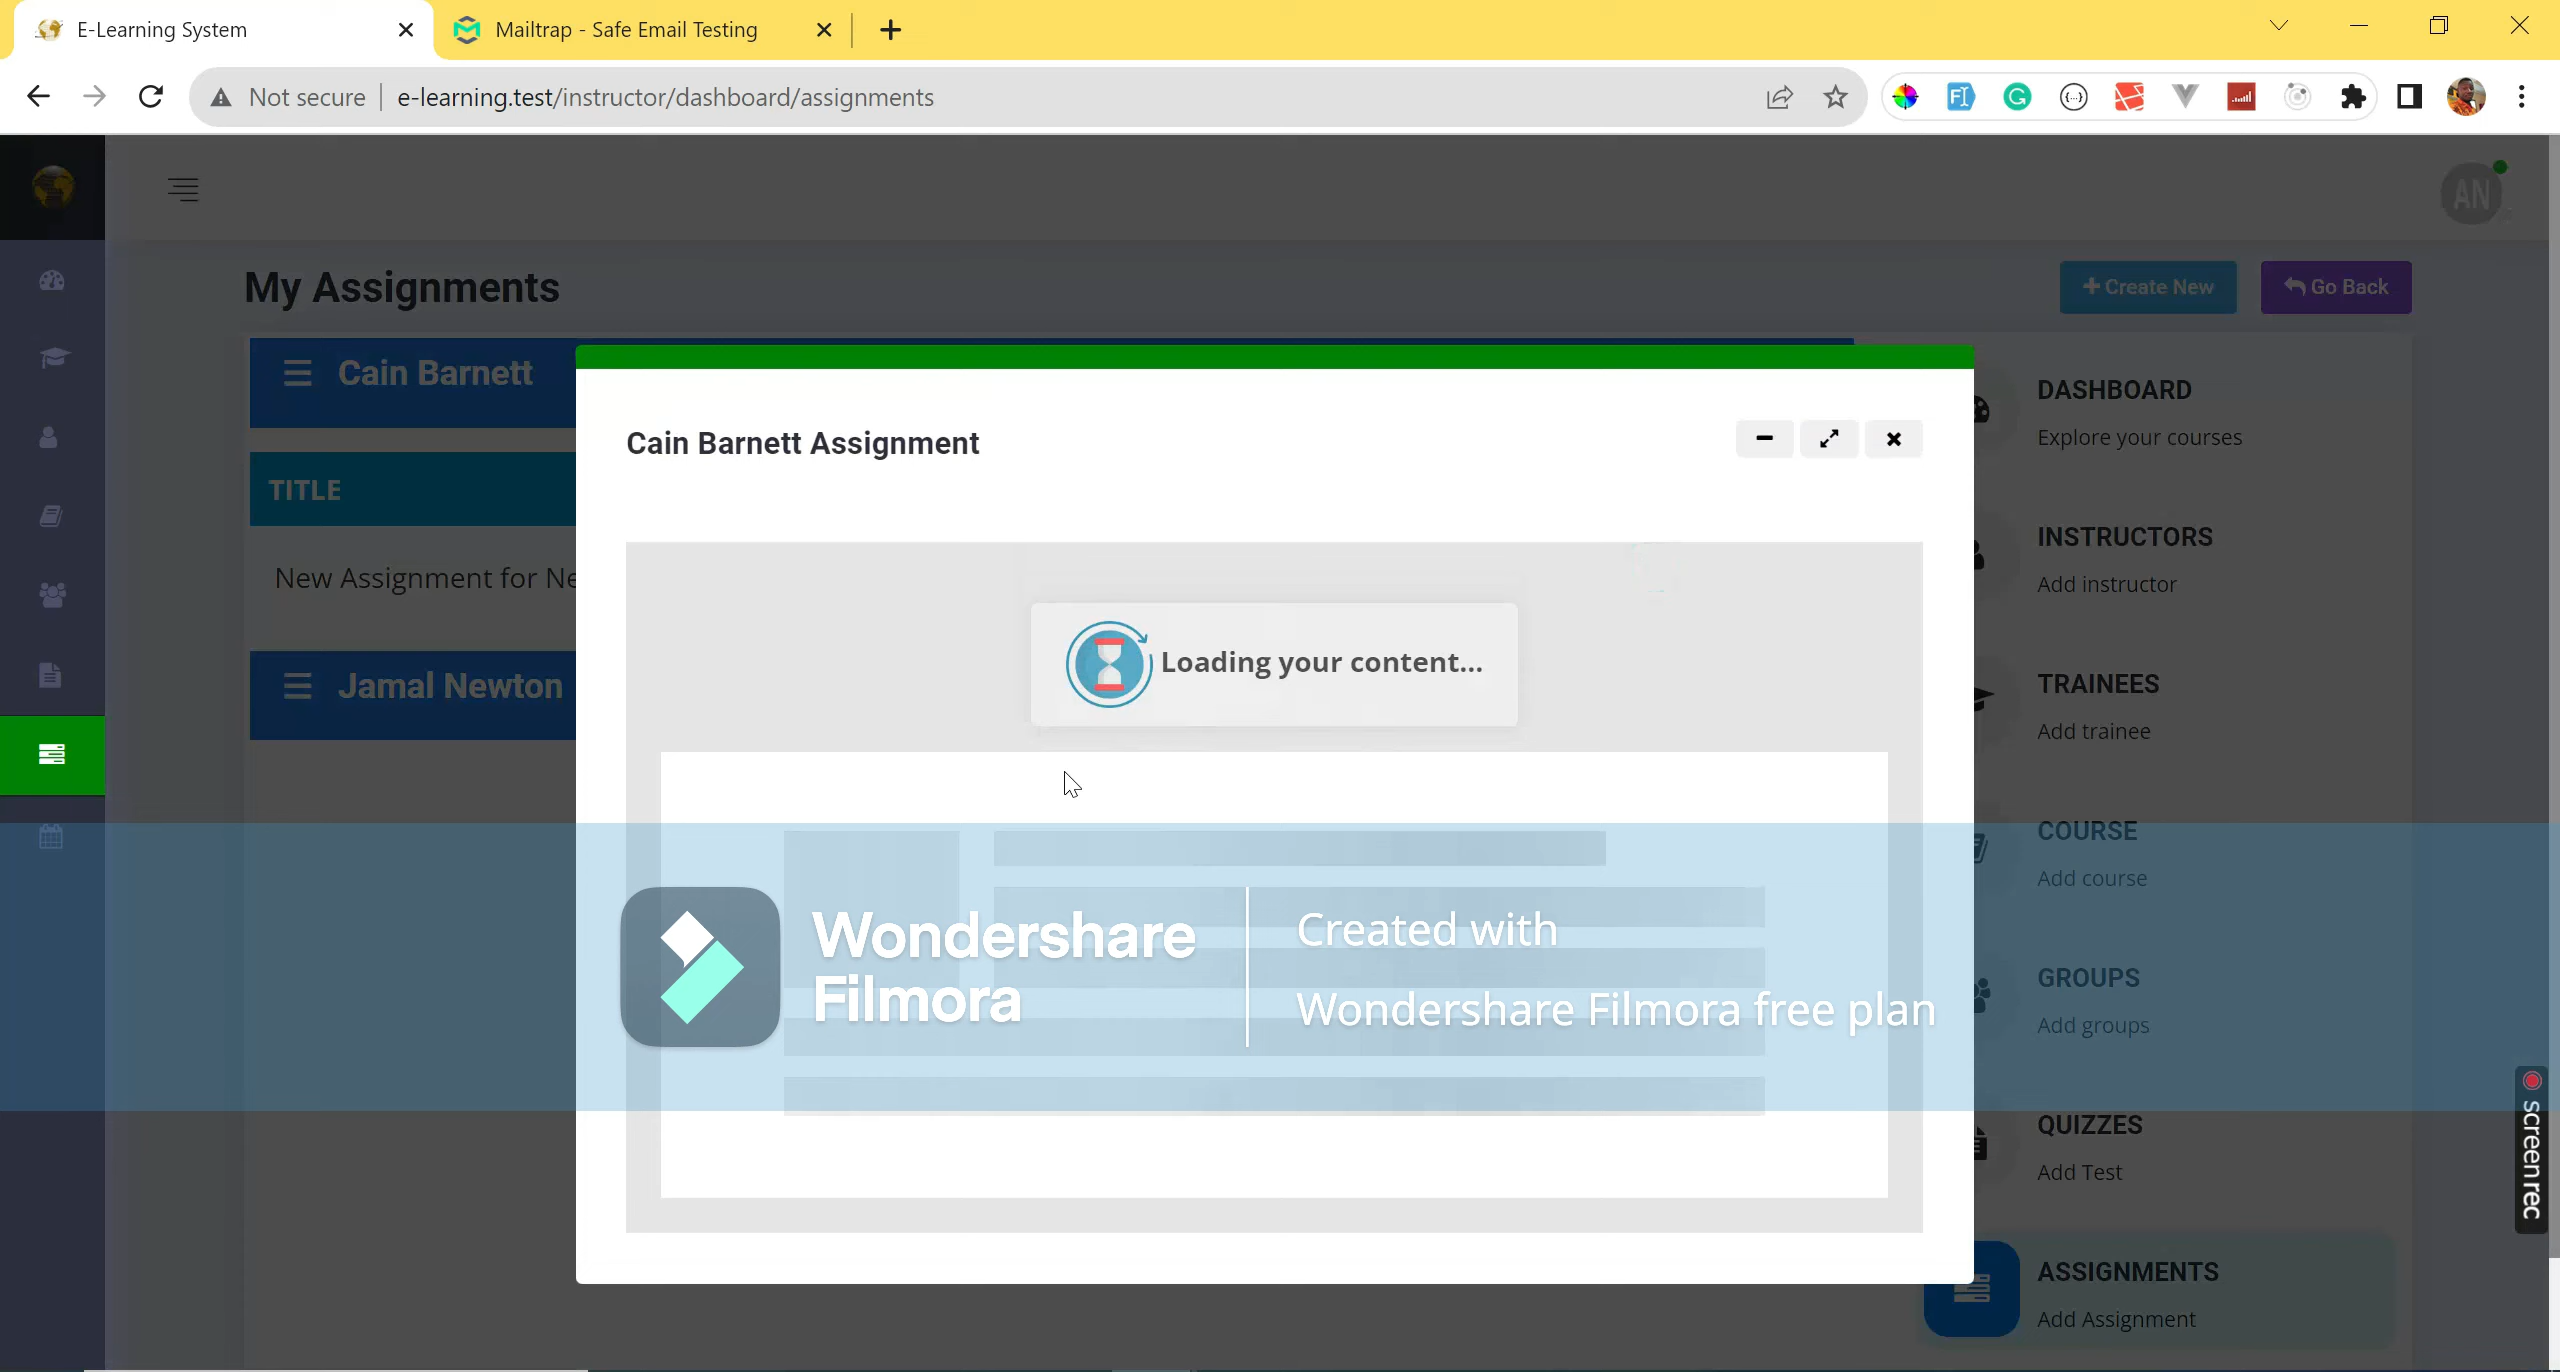 E-Learning System
Mailtrap - Safe Email Testing
Not secure
e-learning.test/instructor/dashboard/assignments
AN
My Assignments
Create New
Go Back
Cain Barnett
TITLE
New Assignment for
Jamal Newton
Cain Barnett Assignment
Loading your content...
DASHBOARD
Explore your courses
INSTRUCTORS
Add instructor
TRAINEES
Add trainee
COURSE
Add course
GROUPS
Add groups
QUIZZES
Add Test
ASSIGNMENTS
Add Assignment
Wondershare
Filmora
Created with
Wondershare Filmora free plan
screenrec